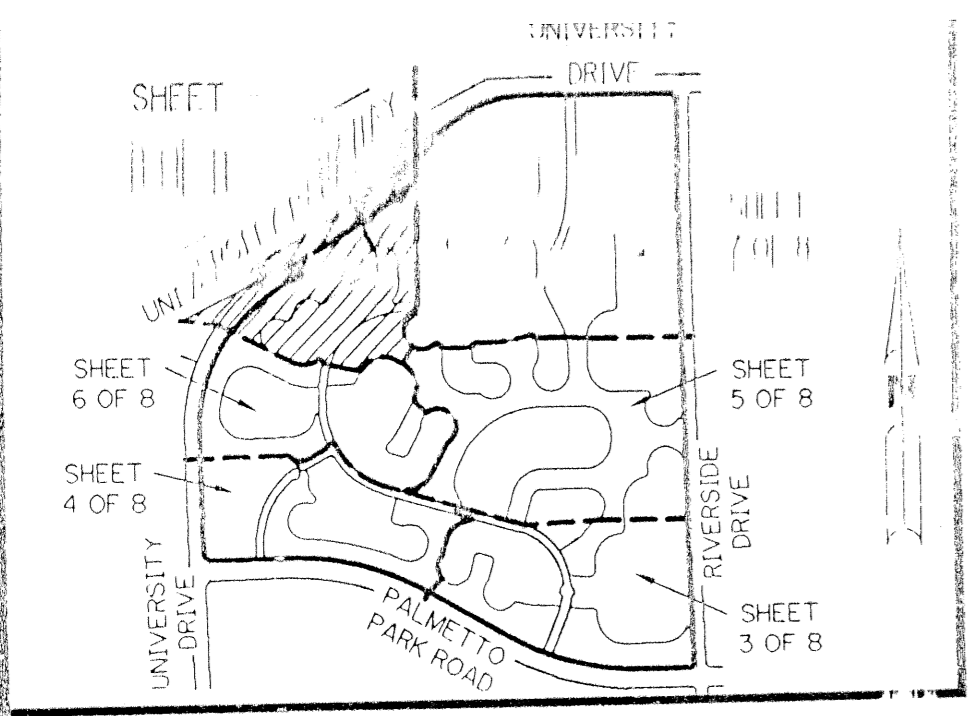 UNIVERSITY
DRIVE
SHEET
SHEET
6 OF 8
SHEET
5 OF 8
SHEET
4 OF 8
RIVERSIDE
DRIVE
UNIVERSITY
DRIVE
PALMETTO
PARK ROAD
SHEET
3 OF 8